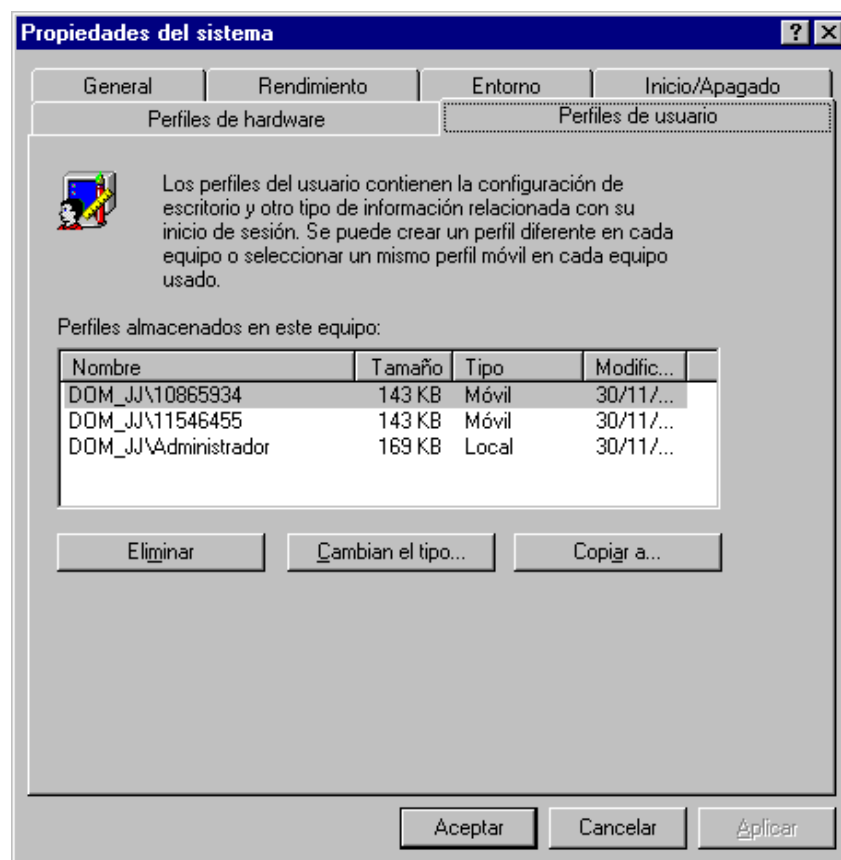 Propiedades del sistema
General Rendimiento Entorno Inicio/Apagado
Perfiles de hardware Perfiles de usuario
Los perfiles del usuario contienen la configuración de
escritorio y otro tipo de información relacionada con su
inicio de sesión. Se puede crear un perfil diferente en cada
equipo o seleccionar un mismo perfil móvil en cada equipo
usado.
Perfiles almacenados en este equipo:
Nombre Tamaño Tipo Modific...
DOM_JJ\10865934 143 KB Móvil 30/11/...
DOM_JJ\11546455 143 KB Móvil 30/11/...
DOM_JJ\Administrador 169 KB Local 30/11/...
Eliminar Cambian el tipo... Copiar a...
Aceptar Cancelar Aplicar